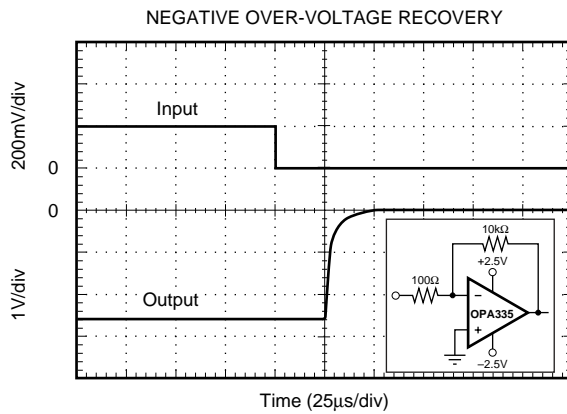 NEGATIVE OVER-VOLTAGE RECOVERY
200mV/div
Input
0
0
1V/div
Output
10kΩ
+2.5V
100Ω
−
OPA335
+
−2.5V
Time (25µs/div)